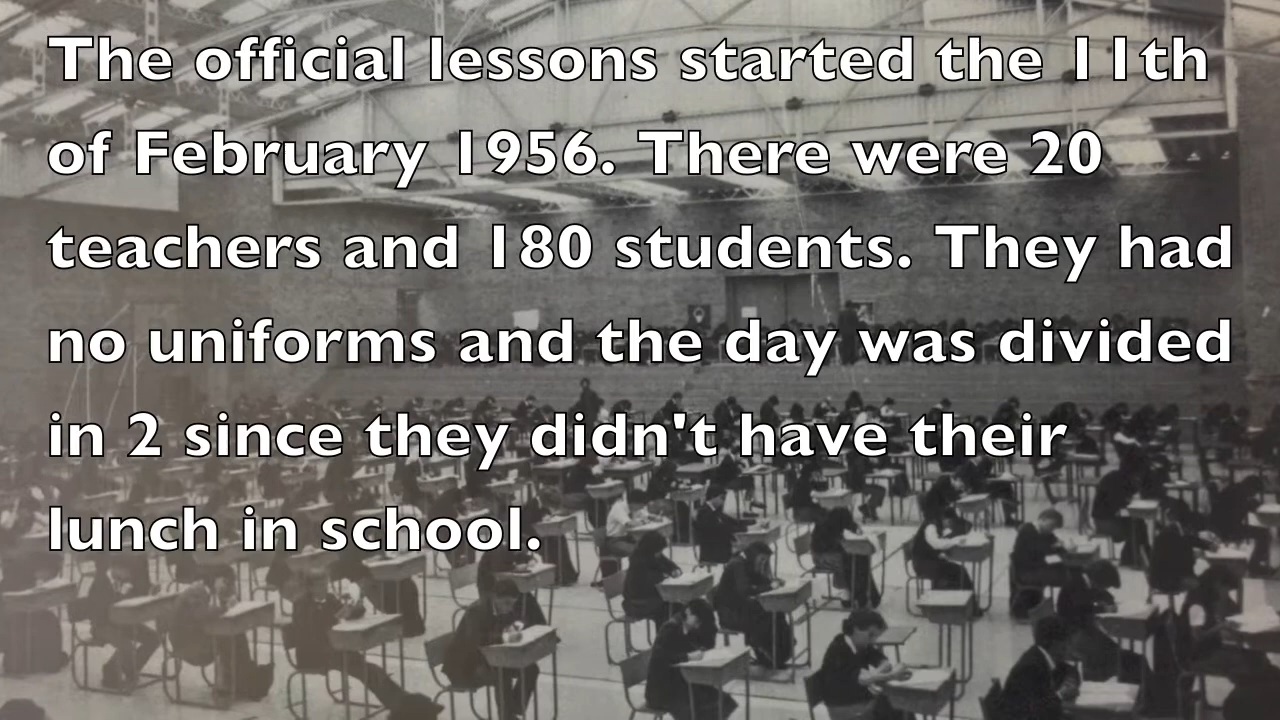 The official lessons started the 11th
of February 1956. There were 20
teachers and 180 students. They had
no uniforms and the day was divided
in 2 since they didn't have their
lunch in school.